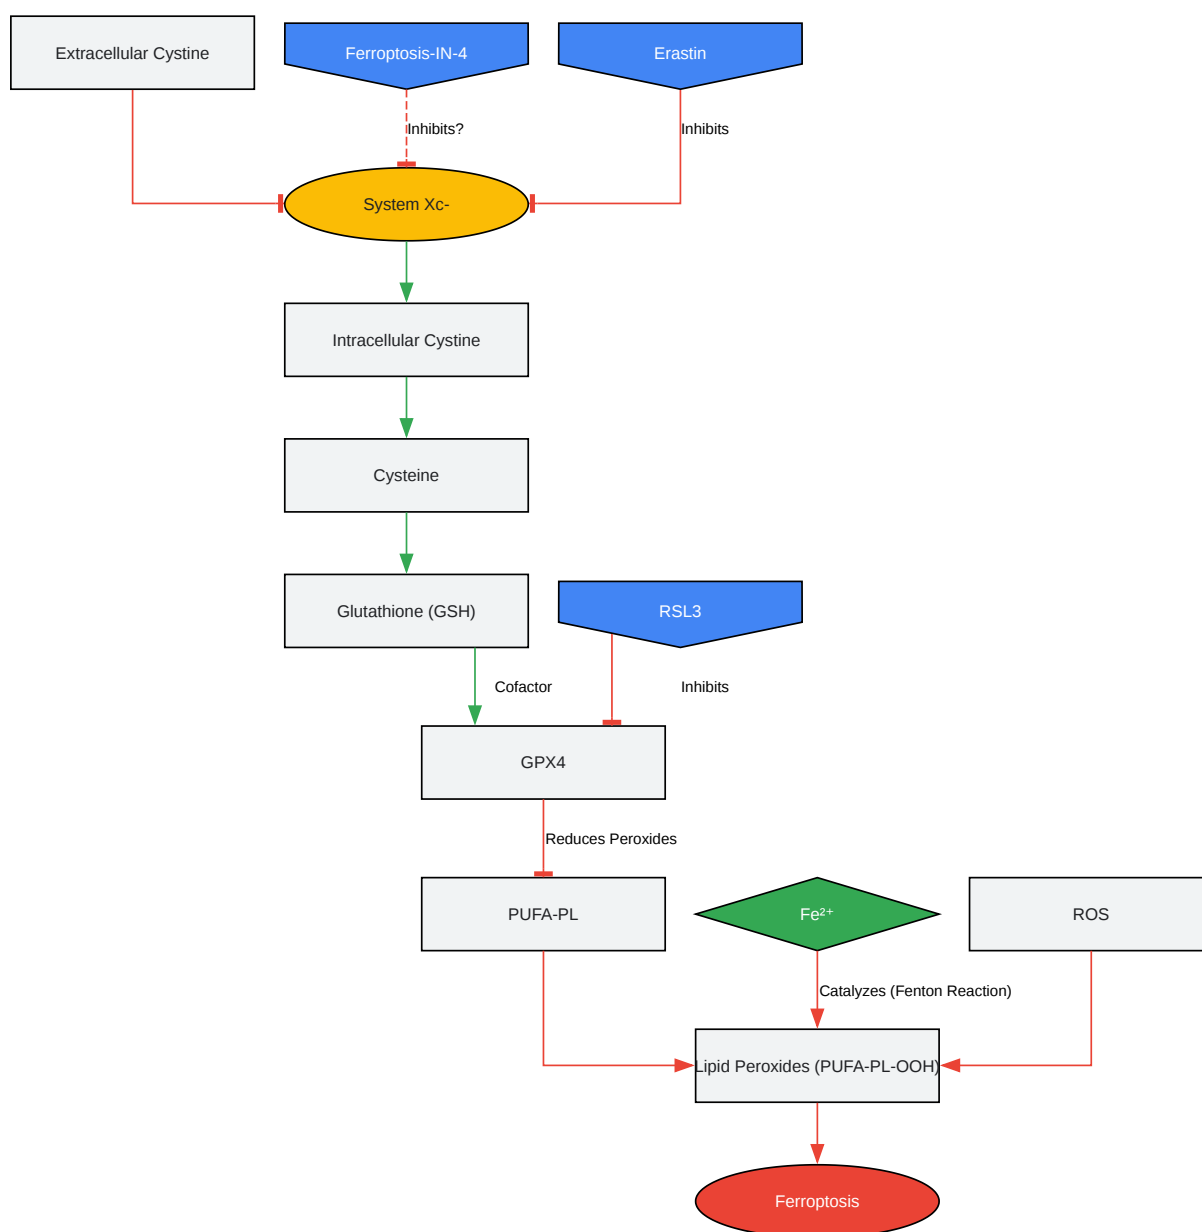 Extracellular Cystine
Ferroptosis-IN-4
Erastin
Inhibits?
Inhibits
System Xc-
Intracellular Cystine
Cysteine
Glutathione (GSH)
RSL3
Cofactor
Inhibits
GPX4
Reduces Peroxides
PUFA-PL
Fe²⁺
ROS
Catalyzes (Fenton Reaction)
Lipid Peroxides (PUFA-PL-OOH)
Ferroptosis